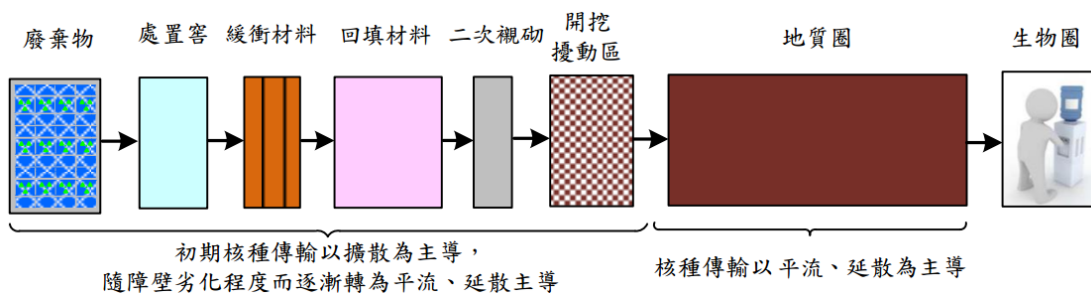 廢棄物
處置窖
緩衝材料
回填材料
二次襯砌
開挖
擾動區
地質圈
生物圈
初期核種傳輸以擴散為主導，
隨障壁劣化程度而逐漸轉為平流、延散主導
核種傳輸以平流、延散為主導